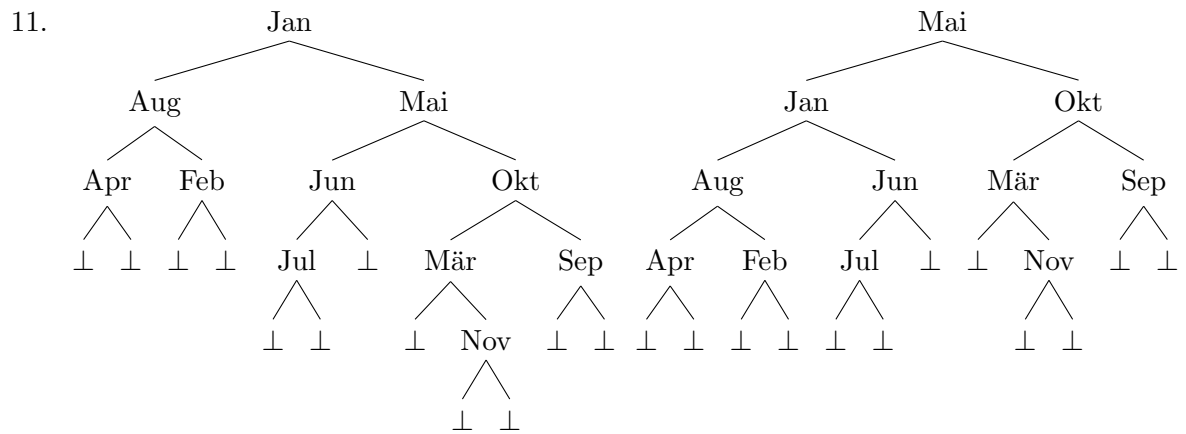 11. Jan Mai
Aug Mai Jan Okt
Apr Feb Jun Okt Aug Jun Mär Sep
⊥ ⊥ ⊥ ⊥ Jul ⊥ Mär Sep Apr Feb Jul ⊥ ⊥ Nov ⊥ ⊥
⊥ ⊥ ⊥ Nov ⊥ ⊥ ⊥ ⊥ ⊥ ⊥ ⊥ ⊥ ⊥ ⊥
⊥ ⊥